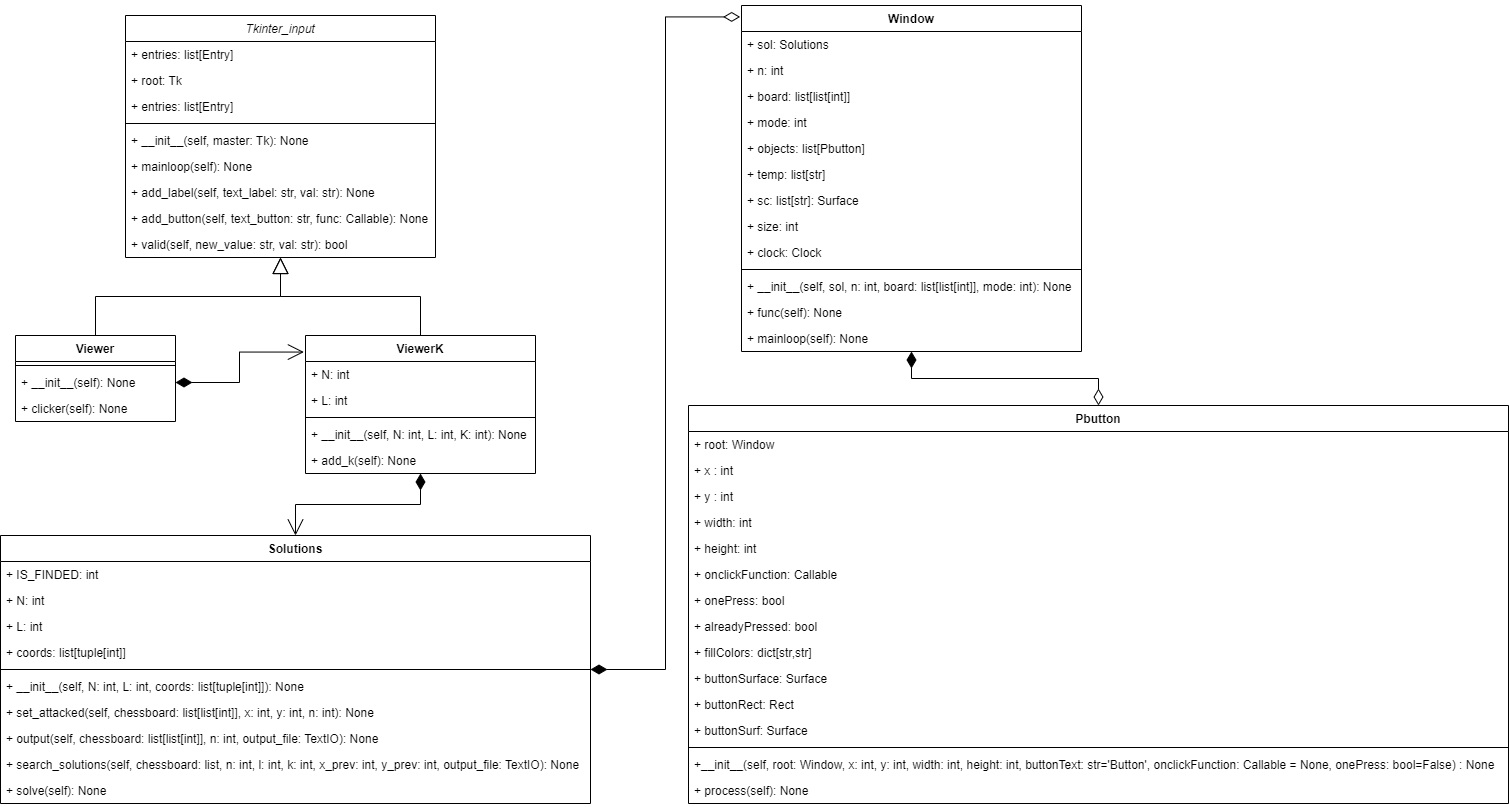 Tkinter_input
+ entries: list[Entry]
+ root: Tk
+ entries: list[Entry]
+ __init__(self, master: Tk): None
+ mainloop(self): None
+ add_label(self, text_label: str, val: str): None
+ add_button(self, text_button: str, func: Callable): None
+ valid(self, new_value: str, val: str): bool
Viewer
+ __init__(self): None
+ clicker(self): None
ViewerK
+ N: int
+ L: int
+ __init__(self, N: int, L: int, K: int): None
+ add_k(self): None
Solutions
+ IS_FINDED: int
+ N: int
+ L: int
+ coords: list[tuple[int]]
+ __init__(self, N: int, L: int, coords: list[tuple[int]]): None
+ set_attacked(self, chessboard: list[list[int]], x: int, y: int, n: int): None
+ output(self, chessboard: list[list[int]], n: int, output_file: TextIO): None
+ search_solutions(self, chessboard: list, n: int, l: int, k: int, x_prev: int, y_prev: int, output_file: TextIO): None
+ solve(self): None
Window
+ sol: Solutions
+ n: int
+ board: list[list[int]]
+ mode: int
+ objects: list[Pbutton]
+ temp: list[str]
+ sc: list[str]: Surface
+ size: int
+ clock: Clock
+ __init__(self, sol, n: int, board: list[list[int]], mode: int): None
+ func(self): None
+ mainloop(self): None
Pbutton
+ root: Window
+ x : int
+ y : int
+ width: int
+ height: int
+ onclickFunction: Callable
+ onePress: bool
+ alreadyPressed: bool
+ fillColors: dict[str,str]
+ buttonSurface: Surface
+ buttonRect: Rect
+ buttonSurf: Surface
+__init__(self, root: Window, x: int, y: int, width: int, height: int, buttonText: str='Button', onclickFunction: Callable = None, onePress: bool=False) : None
+ process(self): None